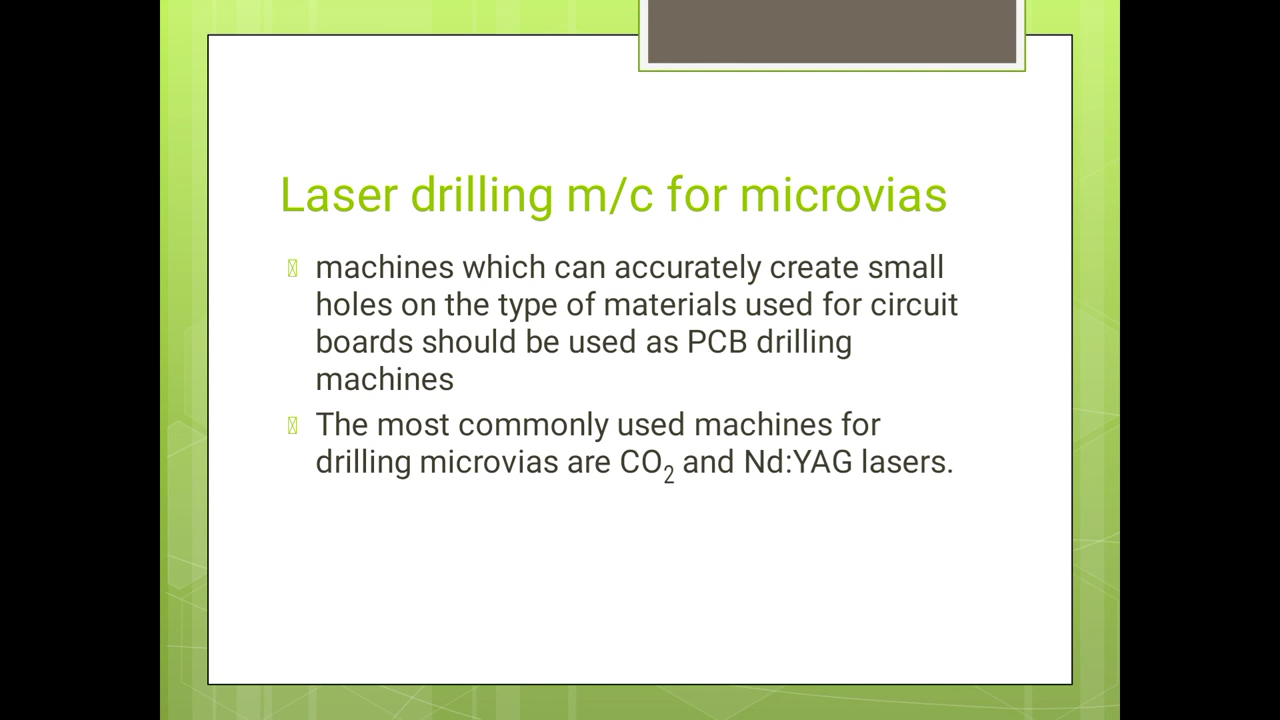 Laser drilling m/c for microvias
machines which can accurately create small
holes on the type of materials used for circuit
boards should be used as PCB drilling
machines
The most commonly used machines for
drilling microvias are CO₂ and Nd:YAG lasers.